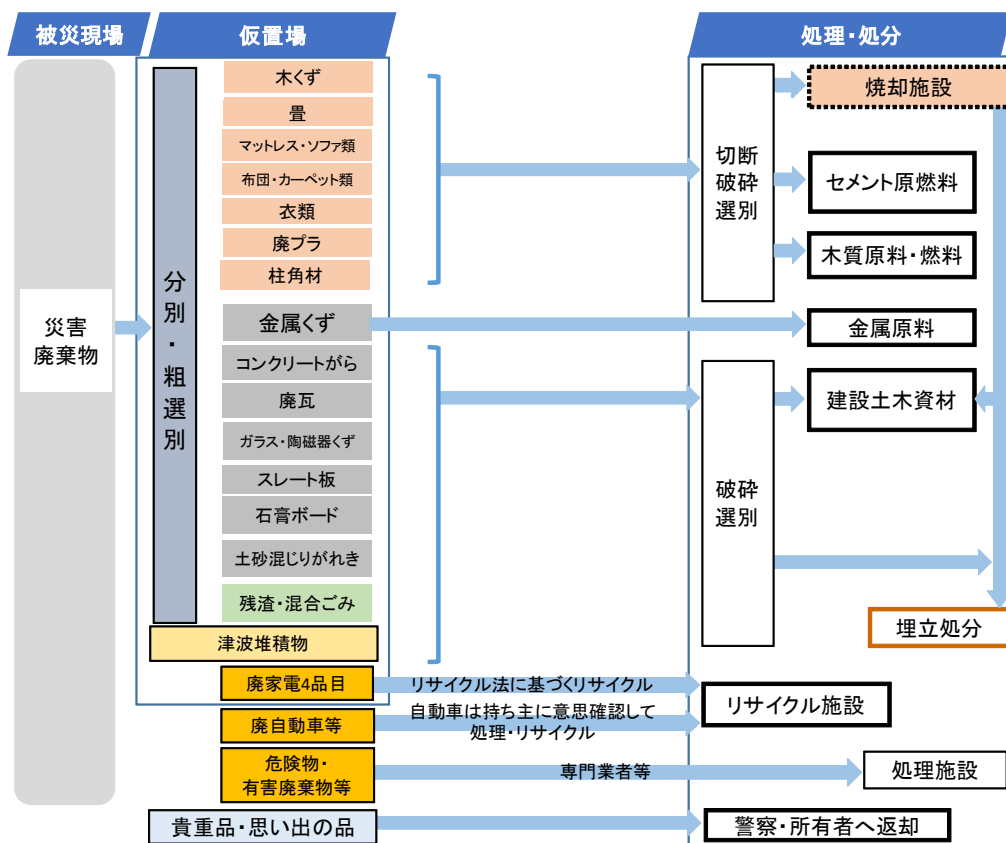 被災現場
仮置場
処理・処分
災害
廃棄物
分別・粗選別
木くず
畳
マットレス・ソファ類
布団・カーペット類
衣類
廃プラ
柱角材
金属くず
コンクリートがら
廃瓦
ガラス・陶磁器くず
スレート板
石膏ボード
土砂混じりがれき
残渣・混合ごみ
津波堆積物
廃家電4品目
廃自動車等
危険物・
有害廃棄物等
貴重品・思い出の品
リサイクル法に基づくリサイクル
自動車は持ち主に意思確認して
処理・リサイクル
専門業者等
切断
破砕
選別
破砕
選別
焼却施設
セメント原燃料
木質原料・燃料
金属原料
建設土木資材
埋立処分
リサイクル施設
処理施設
警察・所有者へ返却